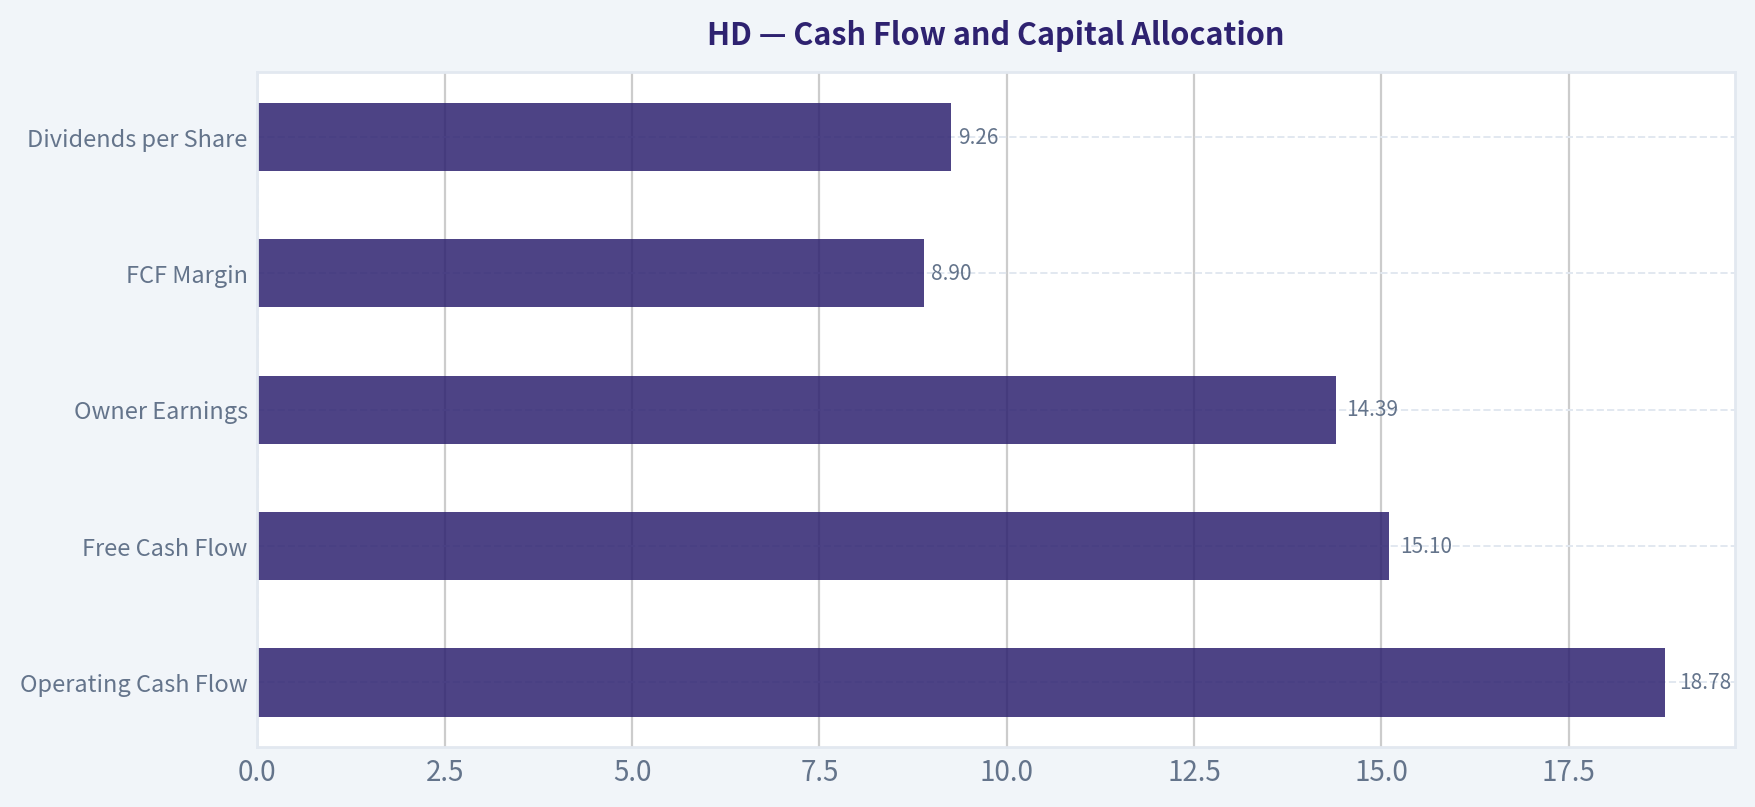 HD — Cash Flow and Capital Allocation
Dividends per Share
9.26
FCF Margin
8.90
Owner Earnings
14.39
Free Cash Flow
15.10
Operating Cash Flow
18.78
0.0 2.5 5.0 7.5 10.0 12.5 15.0 17.5